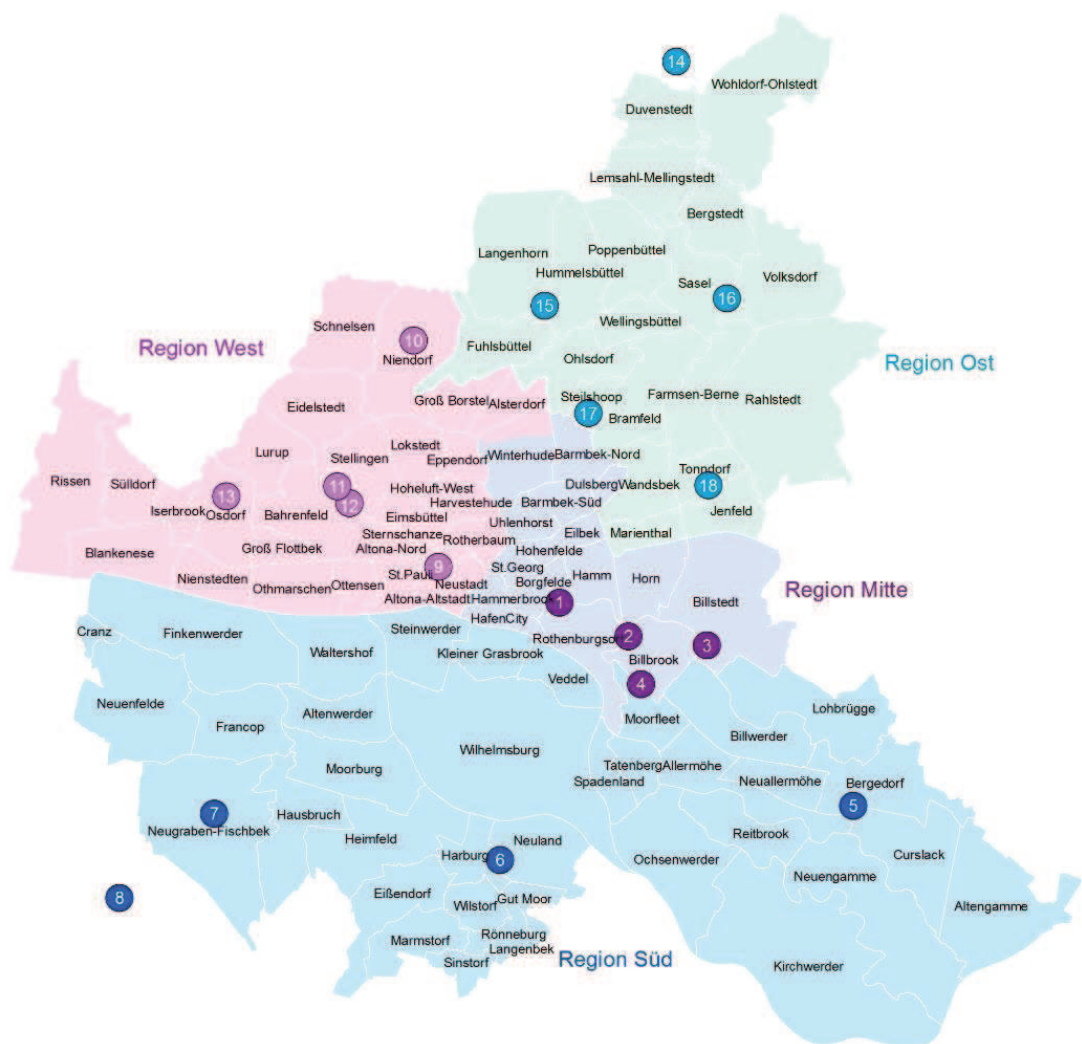 14
Wohldorf-Ohlstedt
Duvenstedt
Lemsahl-Mellingstedt
Bergstedt
Langenhorn
Poppenbüttel
Hummelsbüttel
Sasel
Volksdorf
16
15
Wellingsbüttel
Schnelsen
Region West
10
Niendorf
Fuhlsbüttel
Ohlsdorf
Region Ost
Steilshoop
Farmsen-Berne
Rahlstedt
Groß Borstel
Alsterdorf
Eidelstedt
17
Bramfeld
Lokstedt
Lurup
Stellingen
Eppendorf
Winterhude
Barmbek-Nord
Tonndorf
Rissen
Sülldorf
11
Hoheluft-West
Dulsberg
Wandsbek
18
13
12
Harvestehude
Barmbek-Süd
Iserbrook
Osdorf
Bahrenfeld
Eimsbüttel
Uhlenhorst
Jenfeld
Sternschanze
Rotherbaum
Eilbek
Marienthal
Blankenese
Groß Flottbek
Altona-Nord
Hohenfelde
9
St.Georg
Nienstedten
Othmarschen
Ottensen
St.Pauli
Neustadt
Borgfelde
Hamm
Horn
Region Mitte
Altona-Altstadt
Hammerbrook
1
Billstedt
HafenCity
Cranz
Finkenwerder
Steinwerder
Rothenburgsort
2
3
Waltershof
Kleiner Grasbrook
Billbrook
Veddel
4
Neuenfelde
Altenwerder
Moorfleet
Lohbrügge
Francop
Billwerder
Wilhelmsburg
Moorburg
Tatenberg
Allermöhe
Spadenland
Neuallermöhe
Bergedorf
7
5
Hausbruch
Neugraben-Fischbek
Heimfeld
Neuland
Reitbrook
Harburg
6
Ochsenwerder
Curslack
Neuengamme
8
Eißendorf
Wilstorf
Gut Moor
Altengamme
Marmstorf
Rönneburg
Langenbek
Region Süd
Sinstorf
Kirchwerder